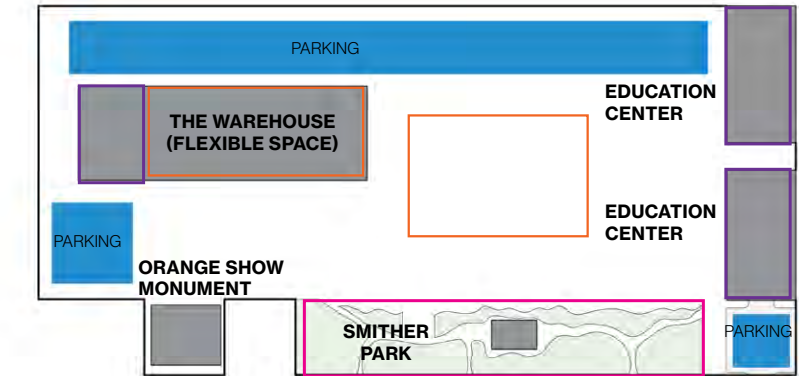 PARKING
EDUCATION
CENTER
THE WAREHOUSE
(FLEXIBLE SPACE)
EDUCATION
CENTER
PARKING
ORANGE SHOW
MONUMENT
SMITHER
PARK
PARKING